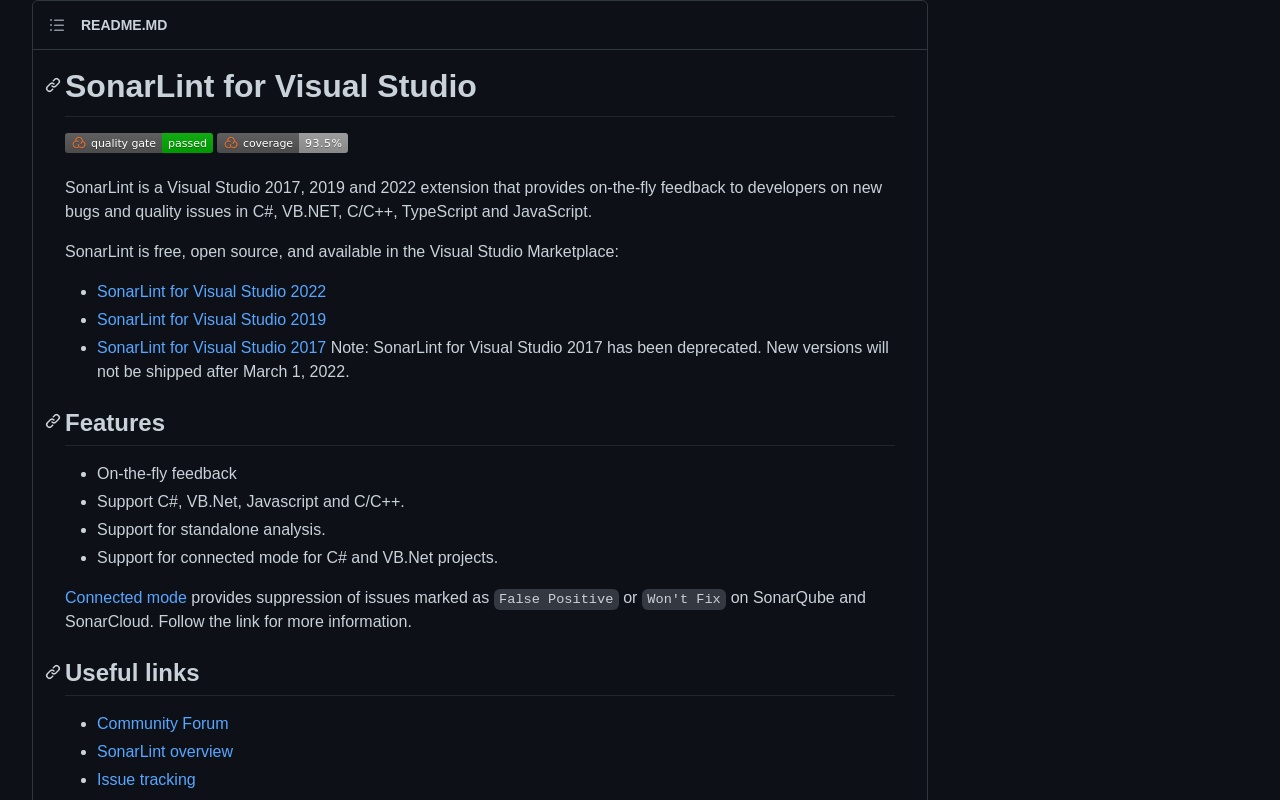 README.MD
SonarLint for Visual Studio
quality gate passed coverage 93.5%
SonarLint is a Visual Studio 2017, 2019 and 2022 extension that provides on-the-fly feedback to developers on new
bugs and quality issues in C#, VB.NET, C/C++, TypeScript and JavaScript.
SonarLint is free, open source, and available in the Visual Studio Marketplace:
SonarLint for Visual Studio 2022
SonarLint for Visual Studio 2019
SonarLint for Visual Studio 2017 Note: SonarLint for Visual Studio 2017 has been deprecated. New versions will
not be shipped after March 1, 2022.
Features
On-the-fly feedback
Support C#, VB.Net, Javascript and C/C++.
Support for standalone analysis.
Support for connected mode for C# and VB.Net projects.
Connected mode provides suppression of issues marked as False Positive or Won't Fix on SonarQube and
SonarCloud. Follow the link for more information.
Useful links
Community Forum
SonarLint overview
Issue tracking